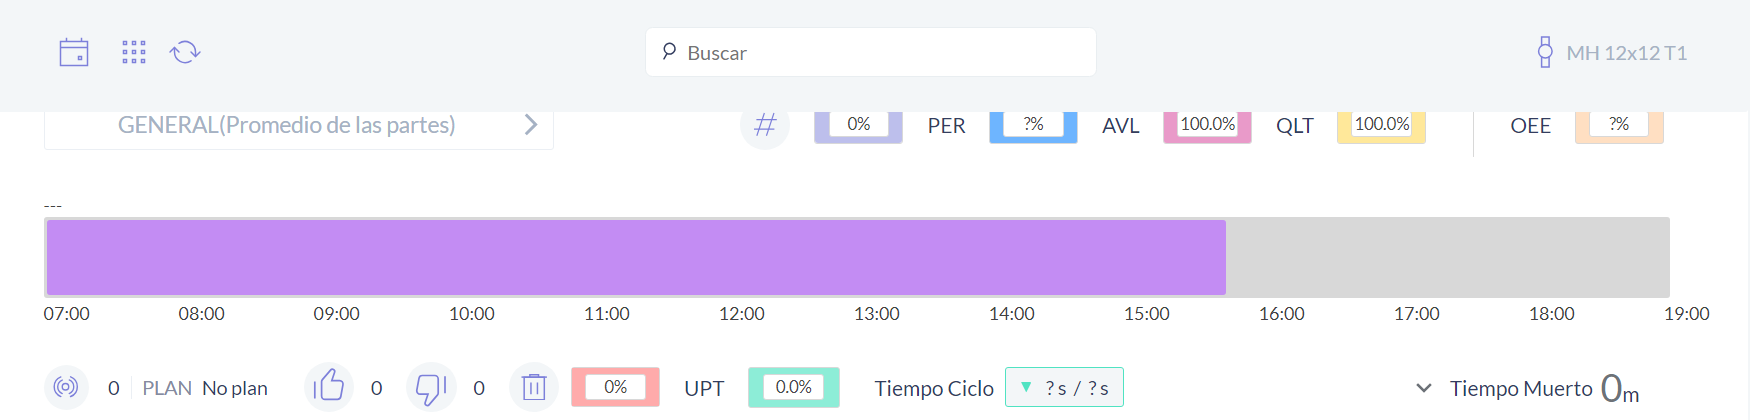 Buscar
MH 12x12 T1
GENERAL(Promedio de las partes)
# 0% PER ?% AVL 100.0% QLT 100.0% OEE ?%
---
07:00 08:00 09:00 10:00 11:00 12:00 13:00 14:00 15:00 16:00 17:00 18:00 19:00
0 PLAN No plan 0 0 0% UPT 0.0% Tiempo Ciclo ▼ ?s / ?s Tiempo Muerto 0m